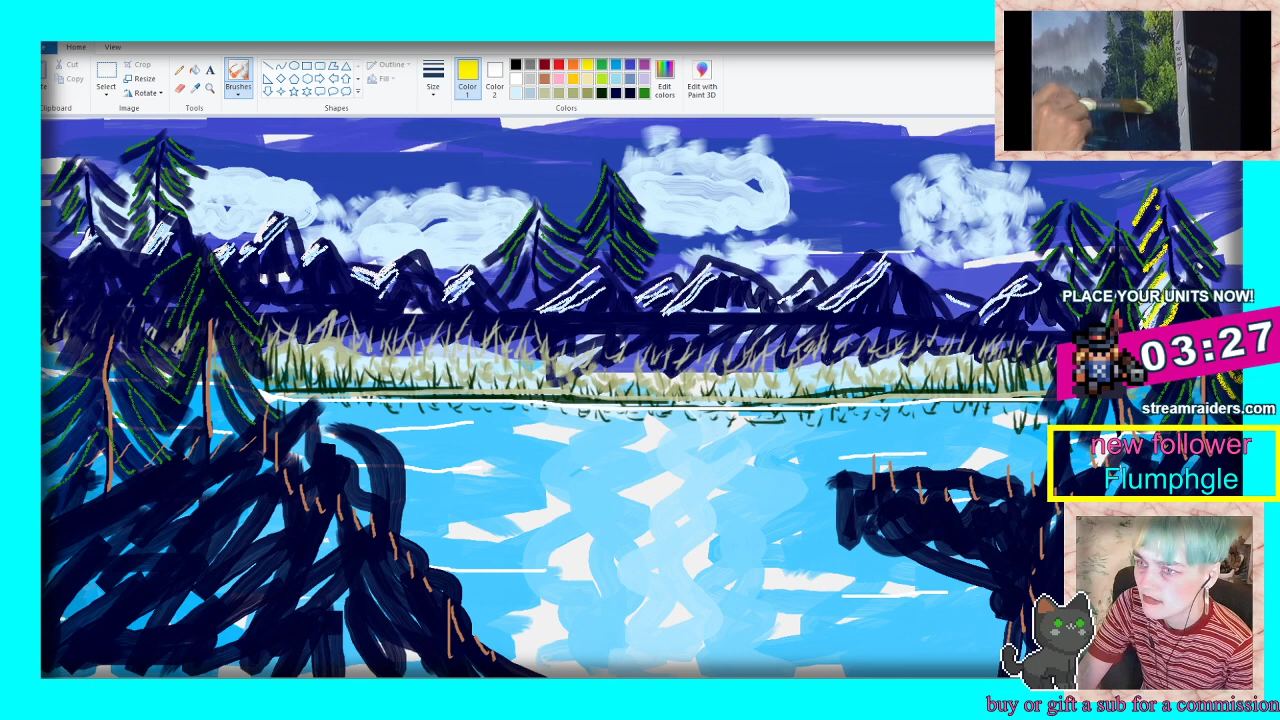 Home View
Cut
Copy
Clipboard
Select
Crop
Resize
Rotate
Image
Tools
Brushes
Shapes
Outline
Fill
Size
Color
1
Color
2
Colors
Edit
colors
Edit with
Paint 3D
PLACE YOUR UNITS NOW!
03:27
streamraiders.com
new follower
Flumphgle
buy or gift a sub for a commission